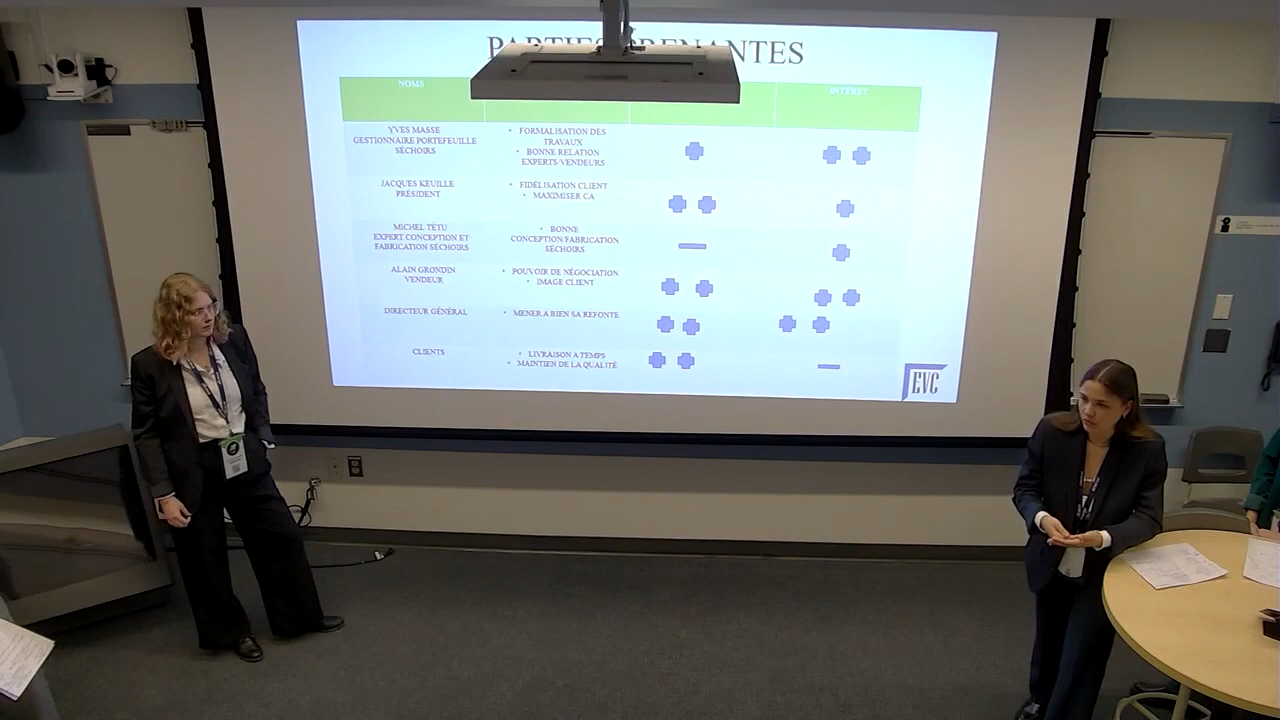 PARTIES PRENANTES
NOMS
INTÉRET
YVES MASSE
GESTIONNAIRE PORTEFEUILLE
SÉCHOIRS
• FORMALISATION DES
TRAVAUX
• BONNE RELATION
EXPERTS/VENDEURS
JACQUES KEUILLE
PRÉSIDENT
• FIDÉLISATION CLIENT
• MAXIMISER CA
MICHEL TÉTU
EXPERT CONCEPTION ET
FABRICATION SÉCHOIRS
• BONNE
CONCEPTION/FABRICATION
SÉCHOIRS
ALAIN GRONDIN
VENDEUR
• POUVOIR DE NÉGOCIATION
• IMAGE CLIENT
DIRECTEUR GÉNÉRAL
• MENER A BIEN SA REFONTE
CLIENTS
• LIVRAISON A TEMPS
• MAINTIEN DE LA QUALITÉ
EVC